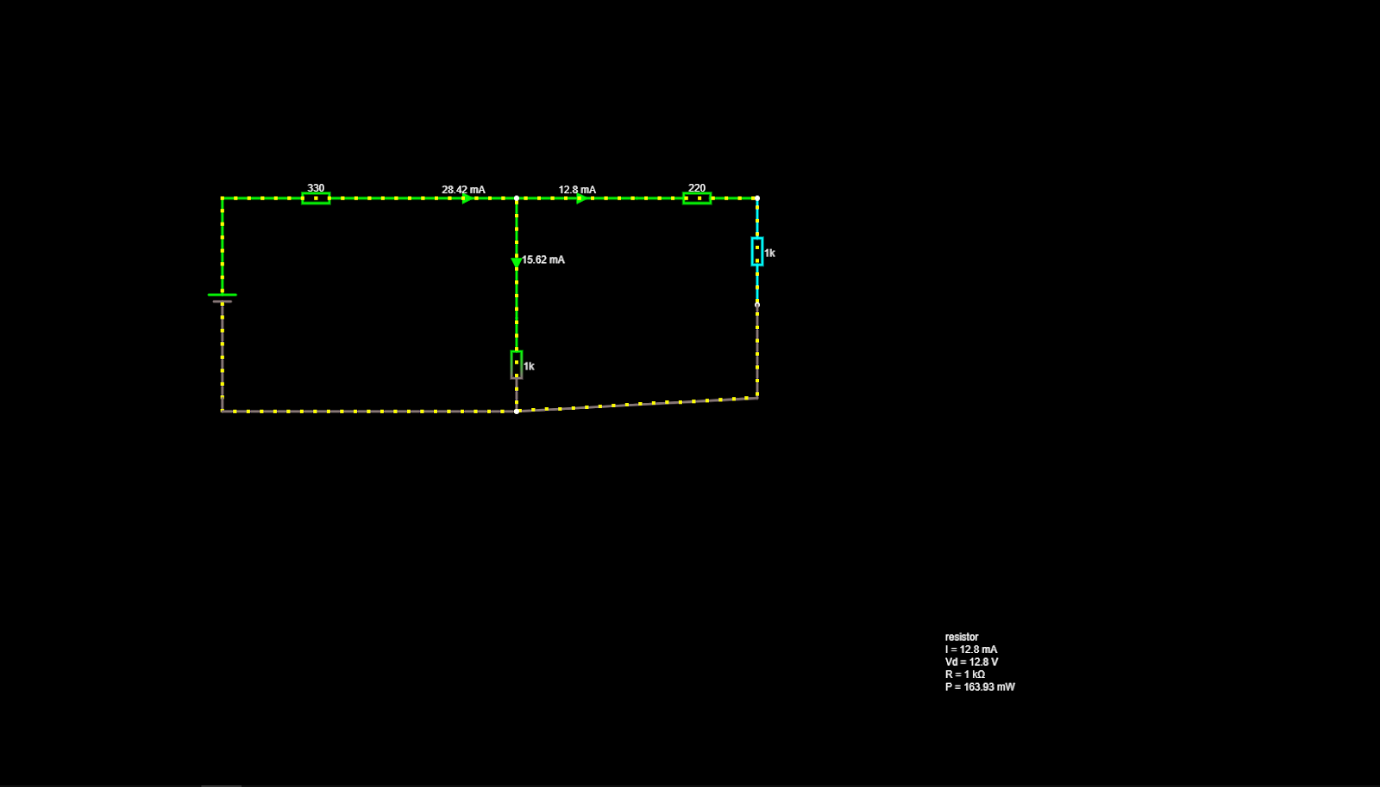 330
28.42 mA
12.8 mA
220
1k
15.62 mA
1k
resistor
I = 12.8 mA
Vd = 12.8 V
R = 1 kΩ
P = 163.93 mW